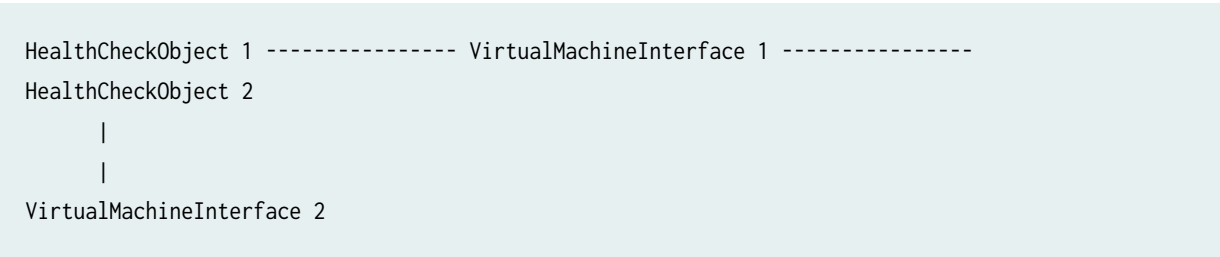 HealthCheckObject 1 ---------------- VirtualMachineInterface 1 ----------------
HealthCheckObject 2
|
|
VirtualMachineInterface 2